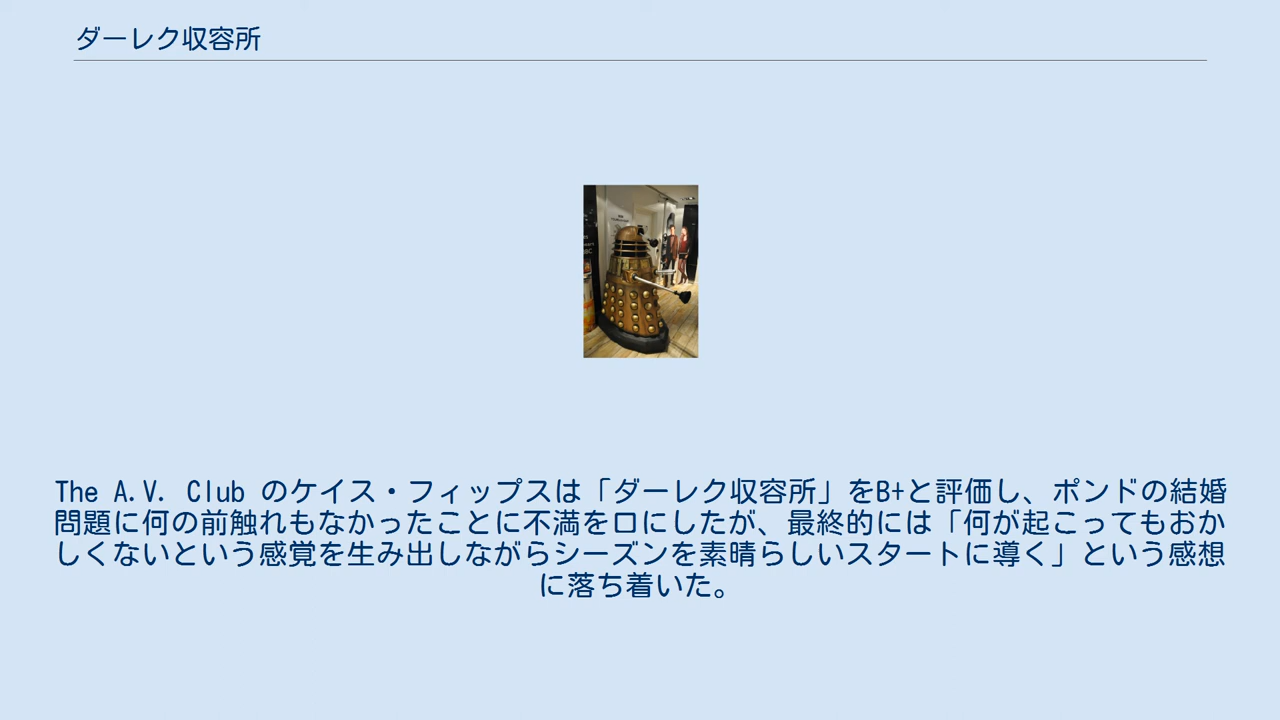 ダーレク収容所
The A.V. Club のケイス・フィップスは「ダーレク収容所」をB+と評価し、ポンドの結婚
問題に何の前触れもなかったことに不満を口にしたが、最終的には「何が起こってもおか
しくないという感覚を生み出しながらシーズンを素晴らしいスタートに導く」という感想
に落ち着いた。